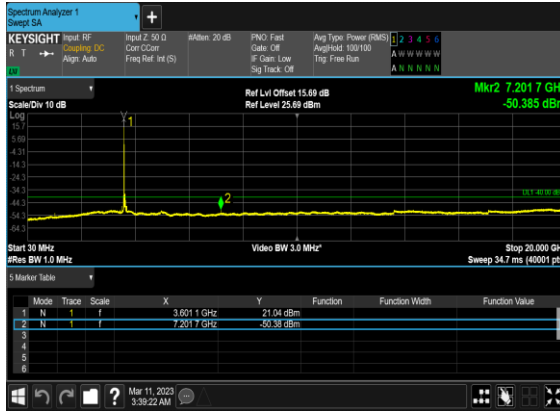 Spectrum Analyzer 1
Swept SA
+
KEYSIGHT Input: RF Input Z: 50 Ω #Atten: 20 dB PNO: Fast Avg Type: Power (RMS) 1 2 3 4 5 6
R T Coupling: DC Corr CCorr Gate: Off Avg|Hold: 100/100 A W W W W W
Align: Auto Freq Ref: Int (S) IF Gain: Low Trig: Free Run
LU Sig Track: Off A N N N N N
1 Spectrum Ref Lvl Offset 15.69 dB Mkr2 7.201 7 GH
Scale/Div 10 dB Ref Level 25.69 dBm -50.385 dB
Log
15.7
5.69
-4.31
-14.3
-24.3
-34.3
-44.3
-54.3
-64.3
1
2
Start 30 MHz Video BW 3.0 MHz* Stop 20.000 GH
#Res BW 1.0 MHz Sweep 34.7 ms (40001 pt
5 Marker Table
Mode Trace Scale X Y Function Function Width Function Value
1 N 1 f 3.601 1 GHz 21.04 dBm
2 N 1 f 7.201 7 GHz -50.38 dBm
3
4
5
6
? Mar 11, 2023
3:39:22 AM